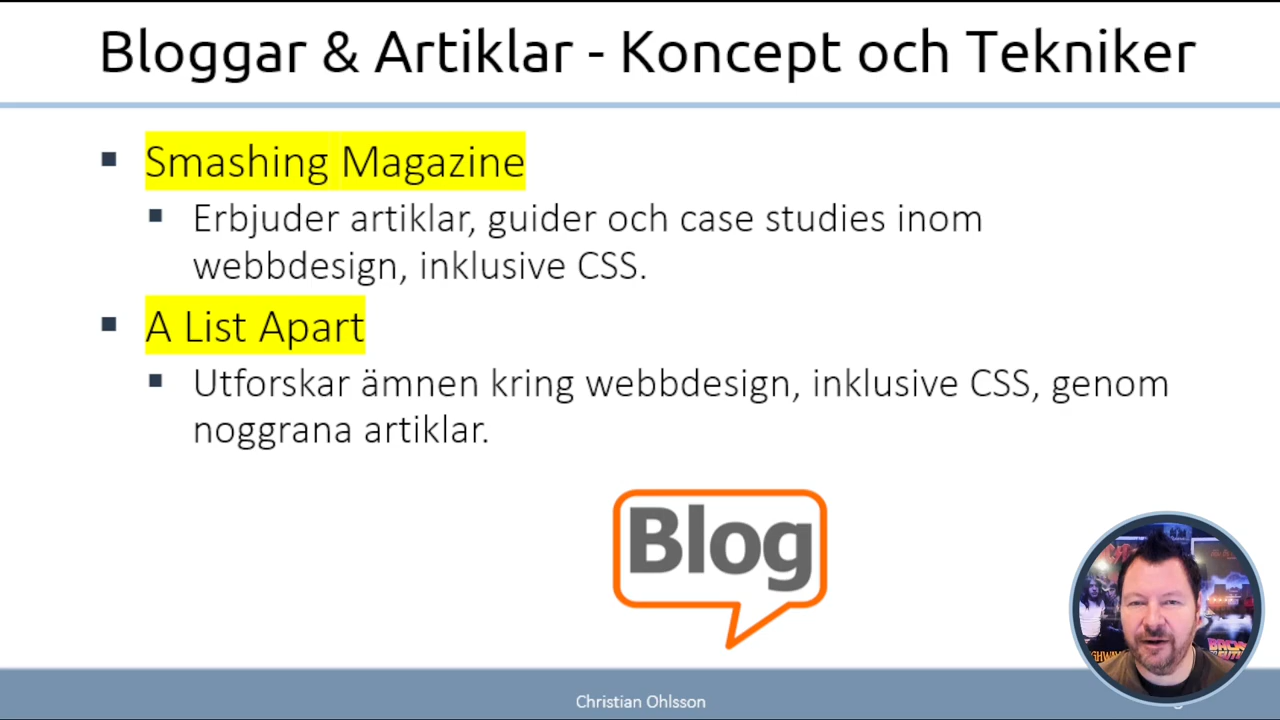 Bloggar & Artiklar - Koncept och Tekniker
Smashing Magazine
Erbjuder artiklar, guider och case studies inom
webbdesign, inklusive CSS.
A List Apart
Utforskar ämnen kring webbdesign, inklusive CSS, genom
noggrana artiklar.
Blog
Christian Ohlsson